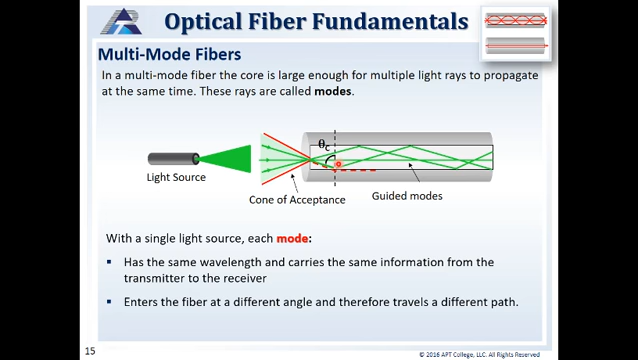 Optical Fiber Fundamentals
Multi-Mode Fibers
In a multi-mode fiber the core is large enough for multiple light rays to propagate
at the same time. These rays are called modes.
θc
Light Source
Cone of Acceptance
Guided modes
With a single light source, each mode:
▪ Has the same wavelength and carries the same information from the
transmitter to the receiver
▪ Enters the fiber at a different angle and therefore travels a different path.
15
© 2016 APT College, LLC. All Rights Reserved.